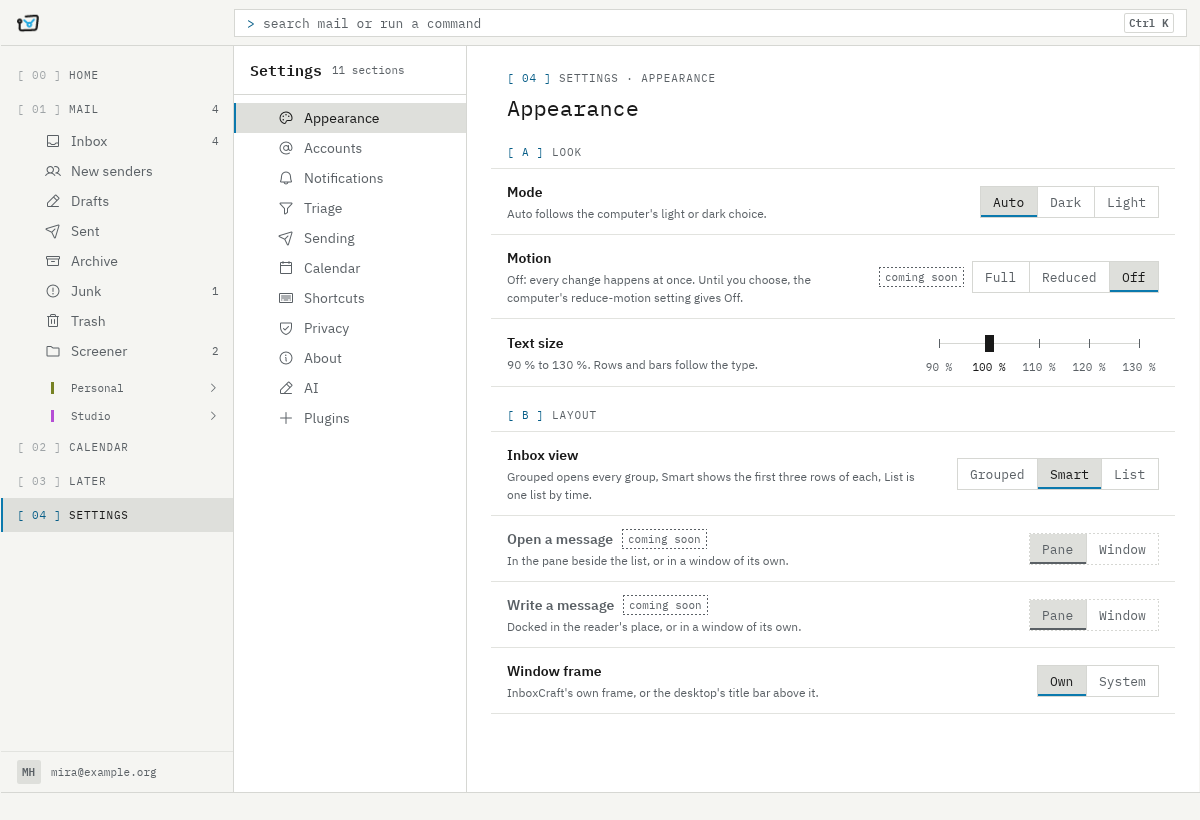 > search mail or run a command
Ctrl K
[ 00 ] HOME
[ 01 ] MAIL 4
Inbox 4
New senders
Drafts
Sent
Archive
Junk 1
Trash
Screener 2
Personal
Studio
[ 02 ] CALENDAR
[ 03 ] LATER
[ 04 ] SETTINGS
MH mira@example.org
Settings 11 sections
Appearance
Accounts
Notifications
Triage
Sending
Calendar
Shortcuts
Privacy
About
AI
Plugins
[ 04 ] SETTINGS · APPEARANCE
Appearance
[ A ] LOOK
Mode
Auto follows the computer's light or dark choice.
Auto Dark Light
Motion
Off: every change happens at once. Until you choose, the
computer's reduce-motion setting gives Off.
coming soon Full Reduced Off
Text size
90 % to 130 %. Rows and bars follow the type.
90 % 100 % 110 % 120 % 130 %
[ B ] LAYOUT
Inbox view
Grouped opens every group, Smart shows the first three rows of each, List is
one list by time.
Grouped Smart List
Open a message coming soon
In the pane beside the list, or in a window of its own.
Pane Window
Write a message coming soon
Docked in the reader's place, or in a window of its own.
Pane Window
Window frame
InboxCraft's own frame, or the desktop's title bar above it.
Own System